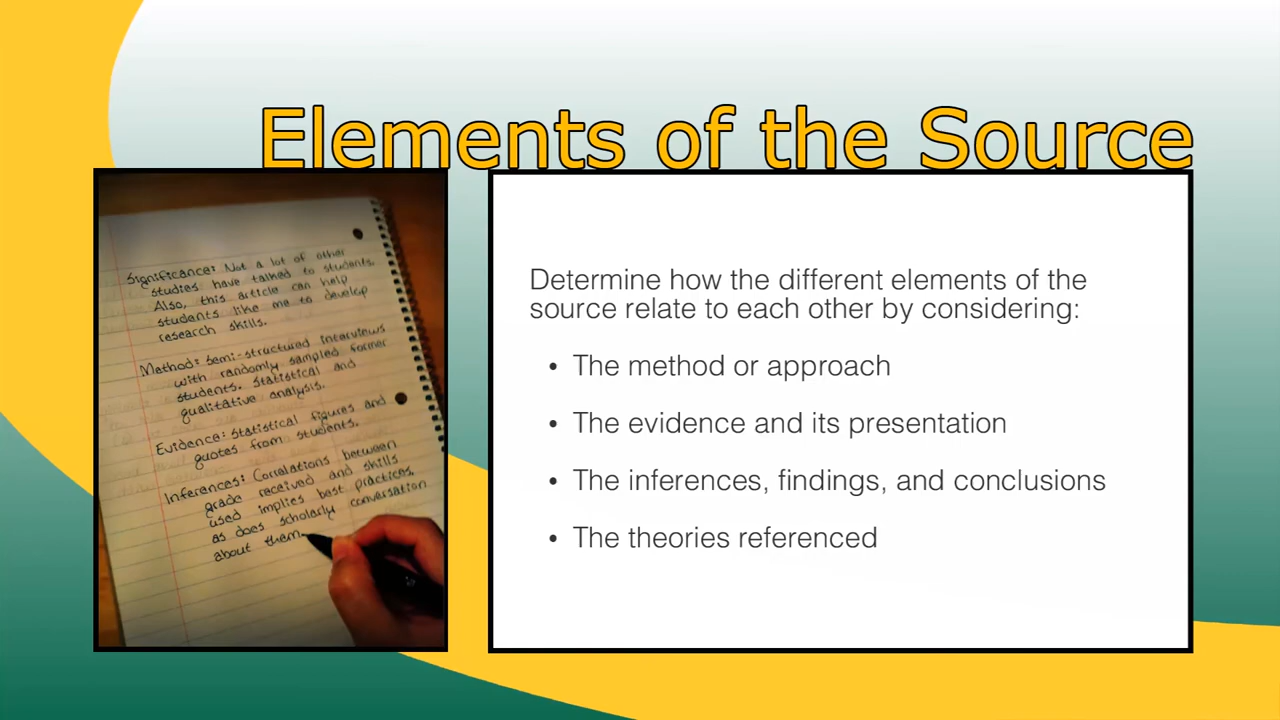 Elements of the Source
Significance: Not a lot of other
studies have talked to students.
Also, this article can help
students like me to develop
research skills.
Method: Semi-structured interviews
with randomly sampled former
students. Statistical and
qualitative analysis.
Evidence: Statistical figures and
quotes from students.
Inferences: Correlations between
grade received and skills
used implies best practices,
as does scholarly conversation
about them.
Determine how the different elements of the
source relate to each other by considering:
• The method or approach
• The evidence and its presentation
• The inferences, findings, and conclusions
• The theories referenced